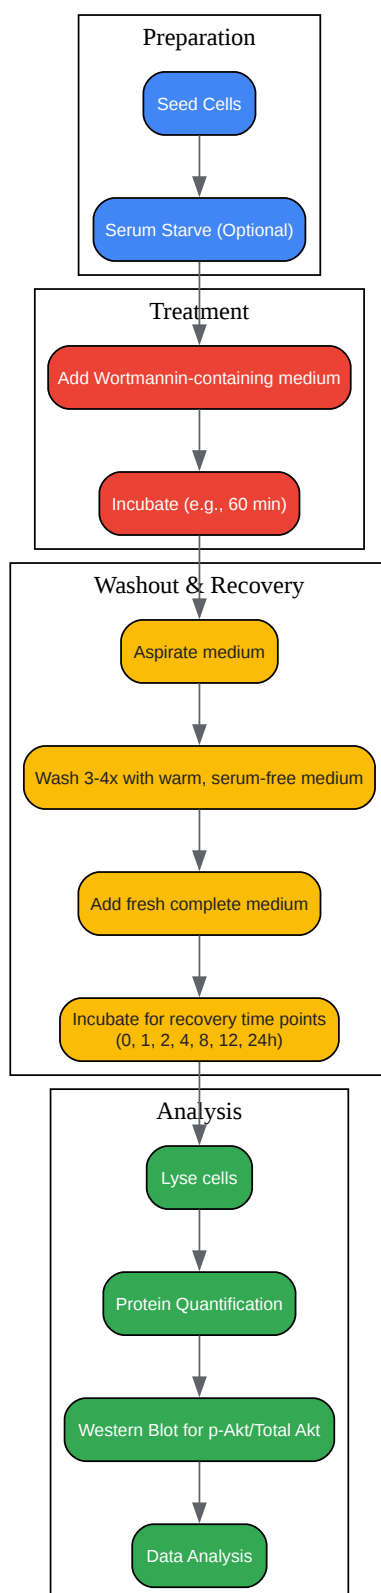 Preparation
Seed Cells
Serum Starve (Optional)
Treatment
Add Wortmannin-containing medium
Incubate (e.g., 60 min)
Washout & Recovery
Aspirate medium
Wash 3-4x with warm, serum-free medium
Add fresh complete medium
Incubate for recovery time points
(0, 1, 2, 4, 8, 12, 24h)
Analysis
Lyse cells
Protein Quantification
Western Blot for p-Akt/Total Akt
Data Analysis